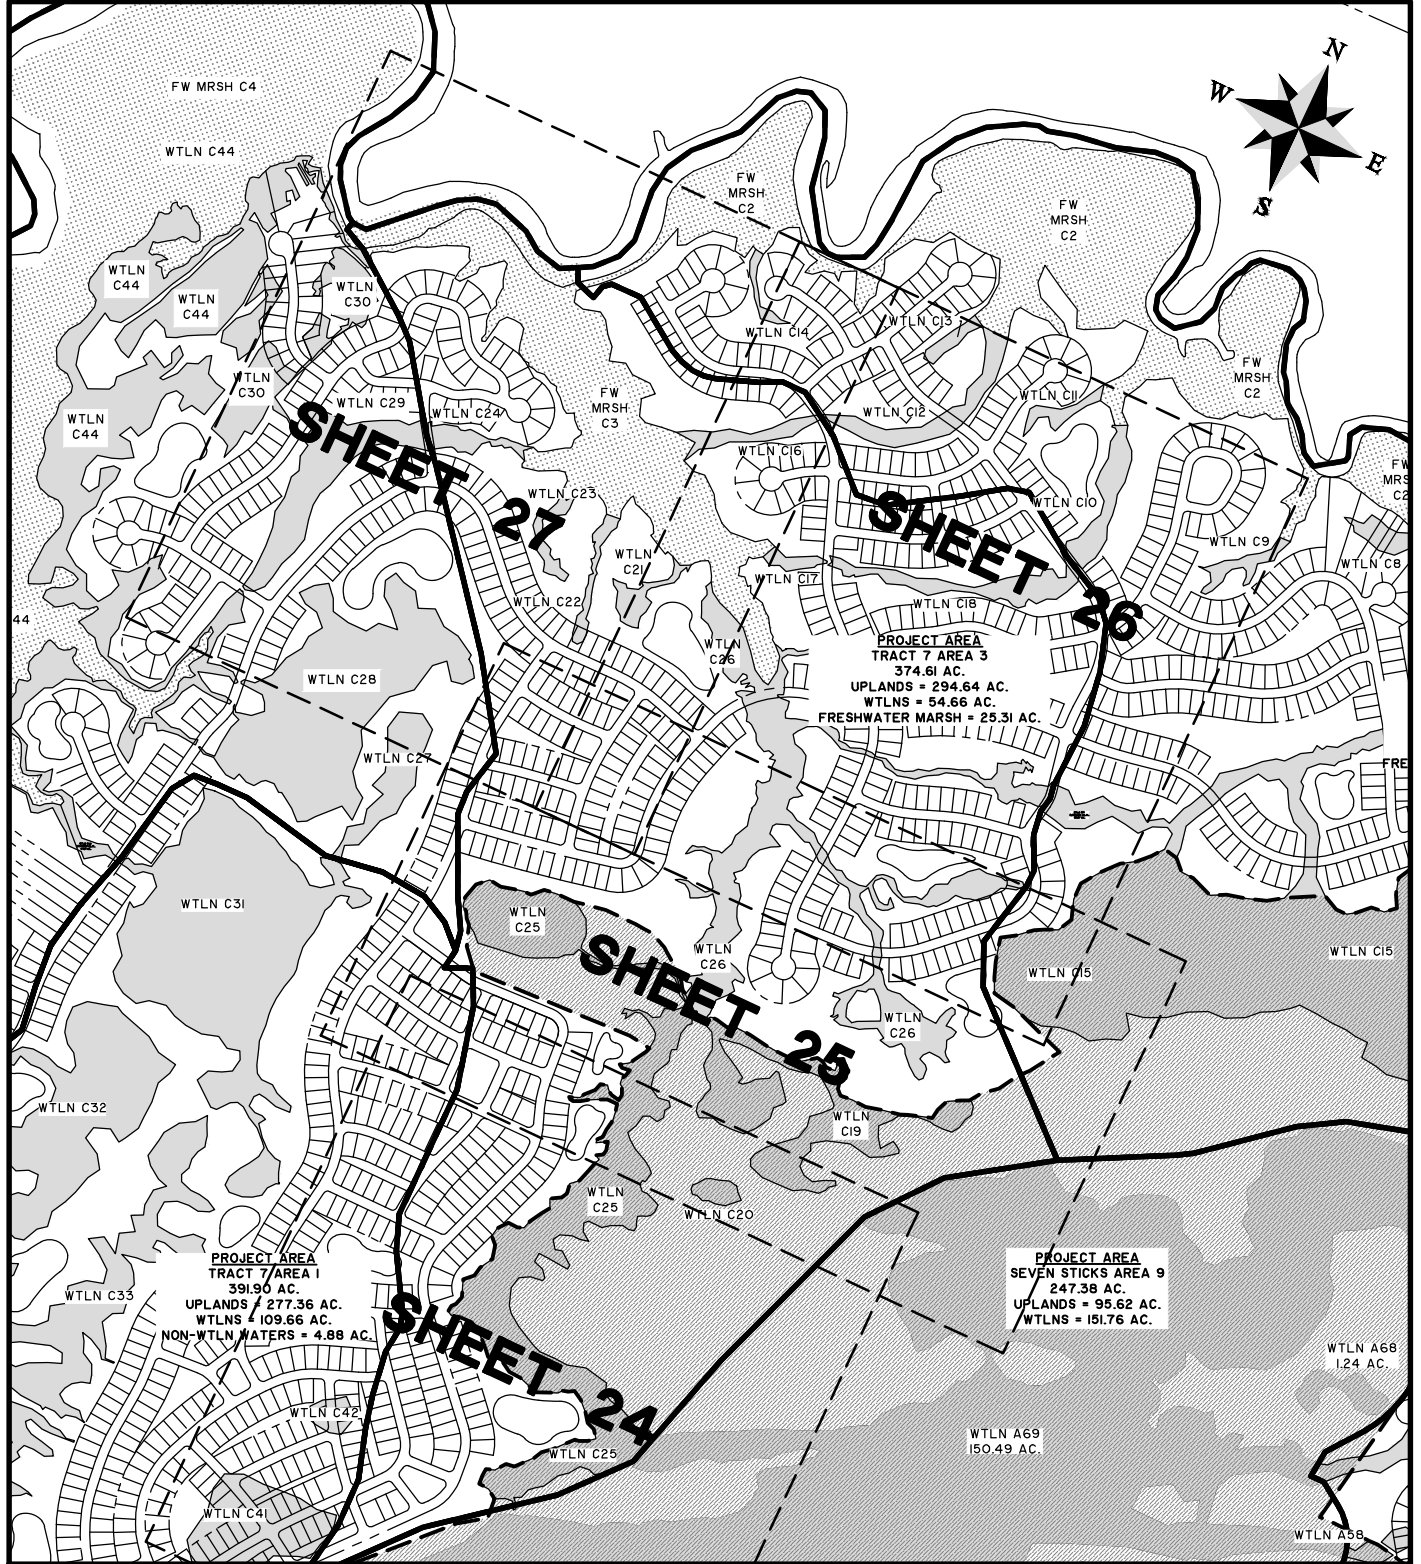 N
W
E
S
FW MRSH C4
WTLN C44
FW
MRSH
C2
FW
MRSH
C2
WTLN
C44
WTLN
C44
WTLN
C30
WTLN C14
WTLN C13
FW
MRSH
C2
WTLN
C30
WTLN C29
WTLN C24
FW
MRSH
C3
WTLN C12
WTLN C11
WTLN
C44
SHEET 27
WTLN C16
FW
MRS
C2
WTLN C23
SHEET 26
WTLN C10
WTLN
C21
WTLN C9
WTLN C8
WTLN C17
WTLN C22
WTLN C18
44
WTLN
C26
PROJECT AREA
TRACT 7 AREA 3
374.61 AC.
UPLANDS = 294.64 AC.
WTLNS = 54.66 AC.
FRESHWATER MARSH = 25.31 AC.
WTLN C28
WTLN C27
FRE
WTLN C31
WTLN
C25
SHEET 25
WTLN
C26
WTLN C15
WTLN C15
WTLN
C26
WTLN C32
WTLN
C19
WTLN
C25
WTLN C20
PROJECT AREA
TRACT 7 AREA 1
391.90 AC.
UPLANDS = 277.36 AC.
WTLNS = 109.66 AC.
NON-WTLN WATERS = 4.88 AC.
PROJECT AREA
SEVEN STICKS AREA 9
247.38 AC.
UPLANDS = 95.62 AC.
WTLNS = 151.76 AC.
WTLN C33
SHEET 24
WTLN A68
1.24 AC.
WTLN C42
WTLN A69
150.49 AC.
WTLN C25
WTLN C41
WTLN A58